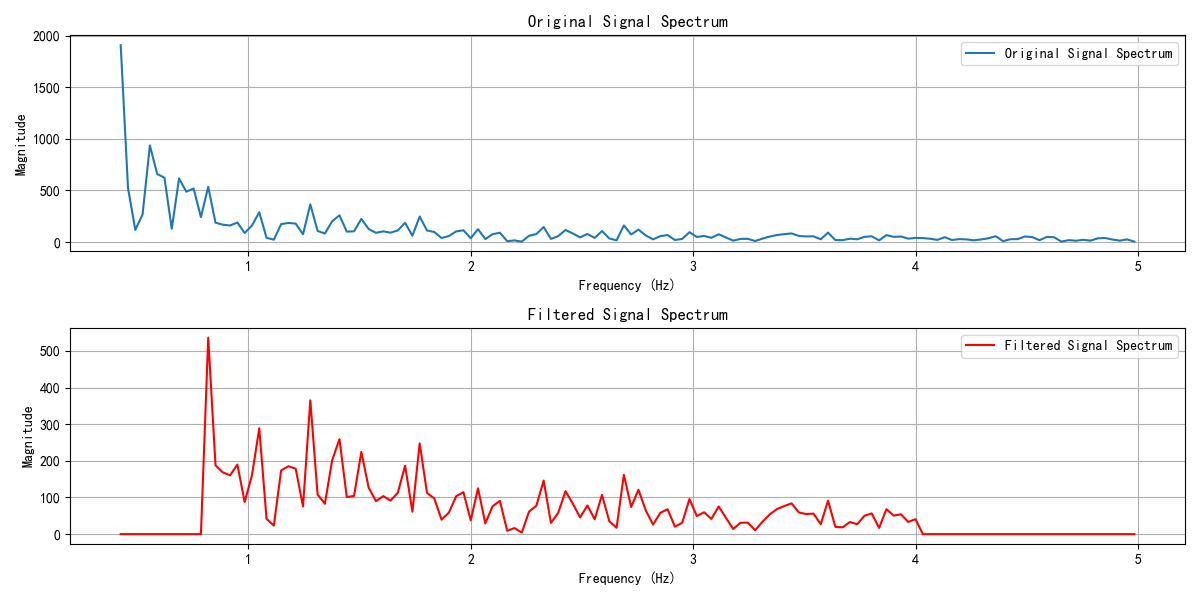 Original Signal Spectrum
2000
1500
1000
500
0
Magnitude
Original Signal Spectrum
1 2 3 4 5
Frequency (Hz)
Filtered Signal Spectrum
500
400
300
200
100
0
Magnitude
Filtered Signal Spectrum
1 2 3 4 5
Frequency (Hz)